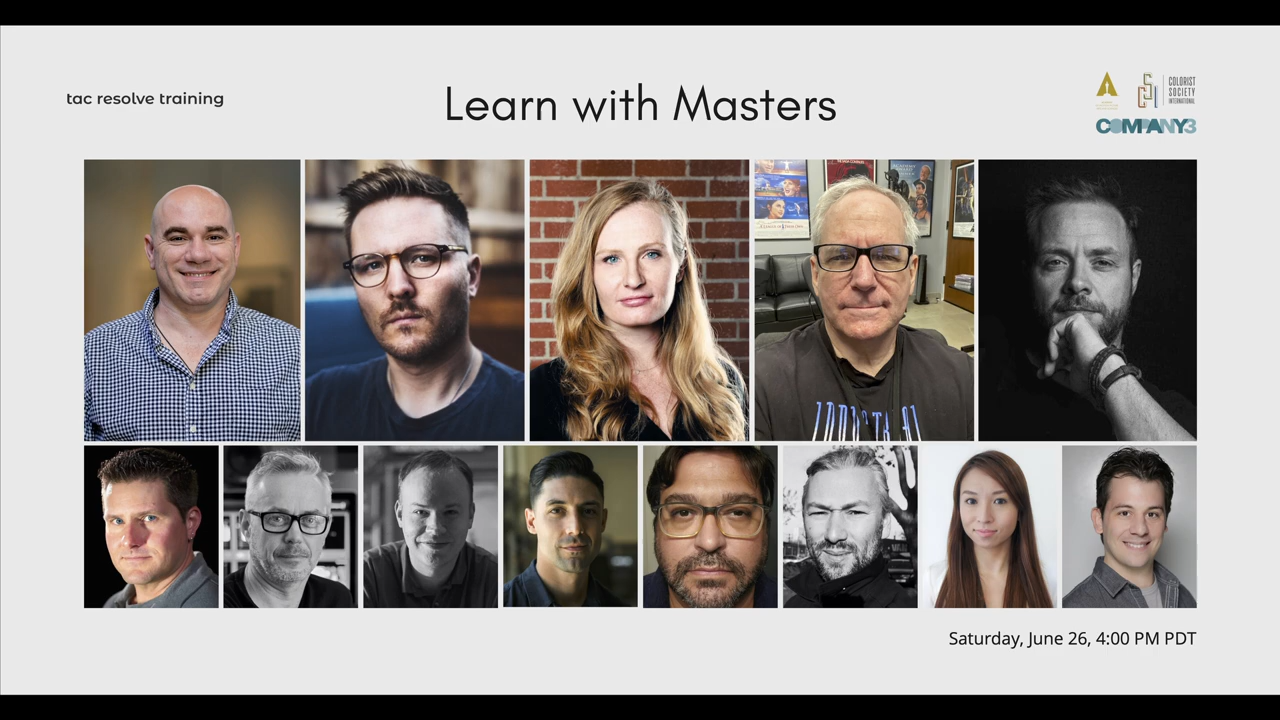 tac resolve training
Learn with Masters
COLORIST
SOCIETY
INTERNATIONAL
COMPANY3
Saturday, June 26, 4:00 PM PDT